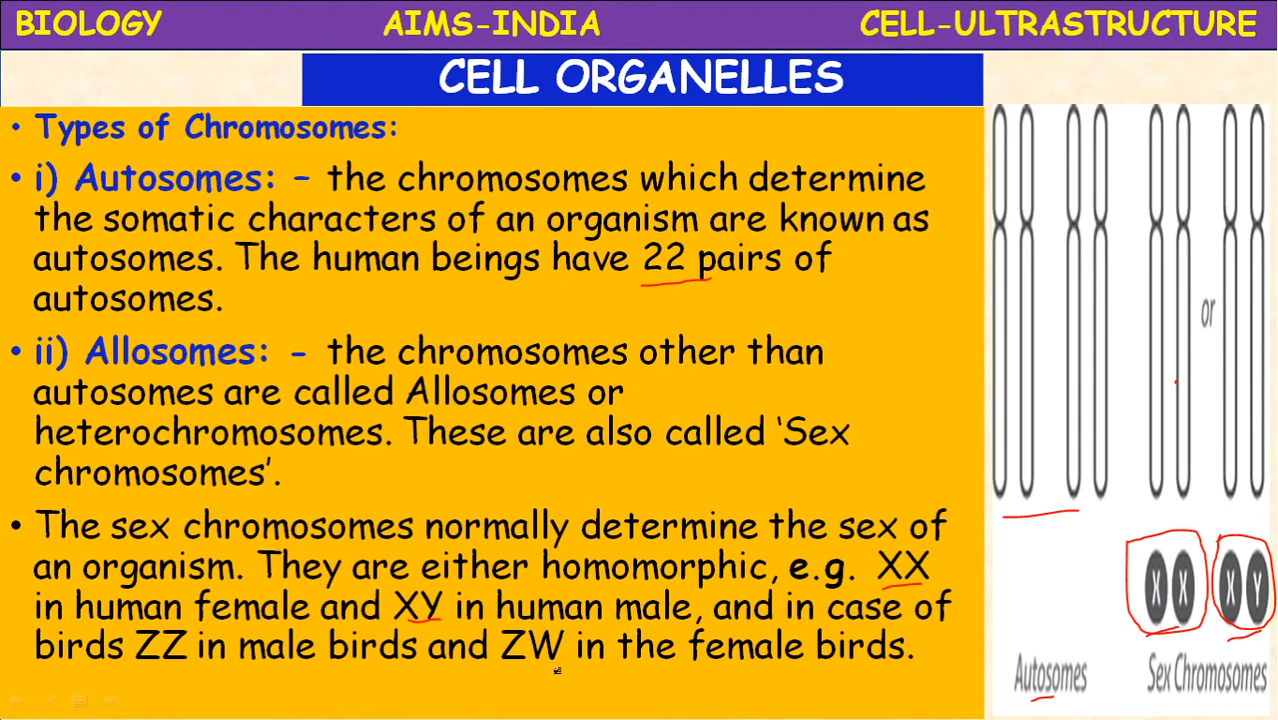 BIOLOGY AIMS-INDIA CELL-ULTRASTRUCTURE
CELL ORGANELLES
• Types of Chromosomes:
• i) Autosomes: – the chromosomes which determine
the somatic characters of an organism are known as
autosomes. The human beings have 22 pairs of
autosomes.
• ii) Allosomes: - the chromosomes other than
autosomes are called Allosomes or
heterochromosomes. These are also called ‘Sex
chromosomes’.
• The sex chromosomes normally determine the sex of
an organism. They are either homomorphic, e.g. XX
in human female and XY in human male, and in case of
birds ZZ in male birds and ZW in the female birds.
or
X X X Y
Autosomes Sex Chromosomes